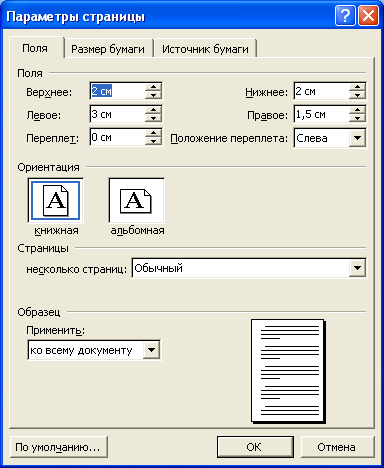 Параметры страницы
Поля Размер бумаги Источник бумаги
Поля
Верхнее: 2 см Нижнее: 2 см
Левое: 3 см Правое: 1,5 см
Переплет: 0 см Положение переплета: Слева
Ориентация
A A
книжная альбомная
Страницы
несколько страниц: Обычный
Образец
Применить:
ко всему документу
По умолчанию... ОК Отмена